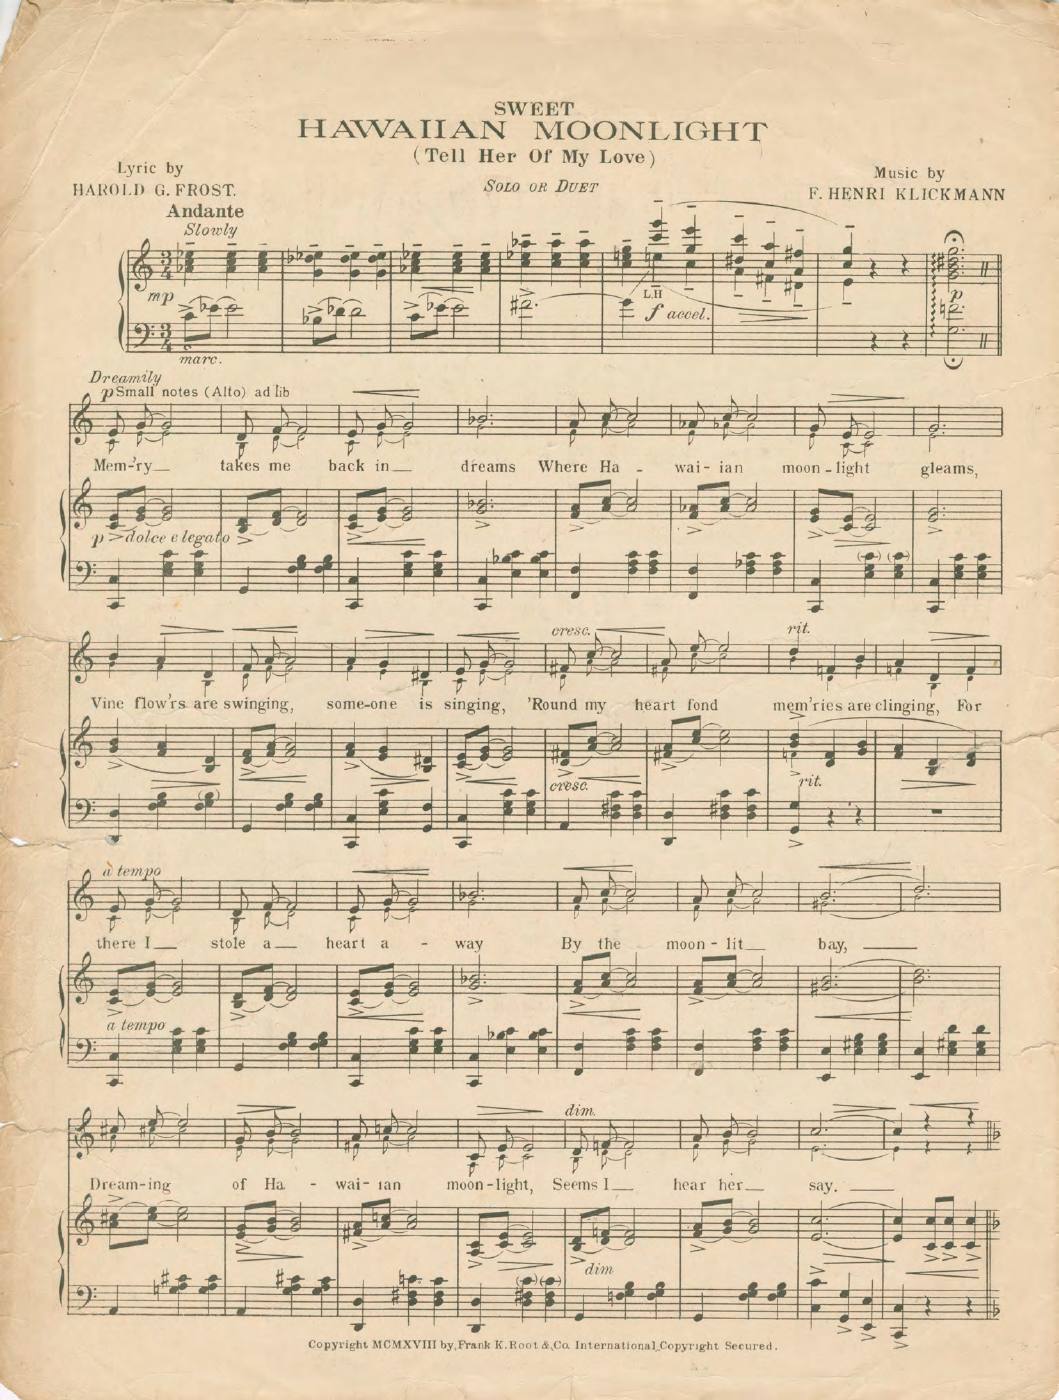 SWEET
HAWAIIAN MOONLIGHT
(Tell Her Of My Love)
Lyric by
HAROLD G. FROST.
SOLO OR DUET
Music by
F. HENRI KLICKMANN
Andante
Slowly
mp
L.H
f accel.
p
marc.
Dreamily
p Small notes (Alto) ad lib
Mem-'ry takes me back in dreams Where Ha - wai - ian moon - light gleams,
p dolce e legato
cresc. rit.
Vine flow'rs are swinging, some-one is singing, 'Round my heart fond mem'ries are clinging, For
cresc. rit.
a tempo
there I stole a heart a - way By the moon - lit bay,
a tempo
dim.
Dream-ing of Ha - wai - ian moon-light, Seems I hear her say.
dim
Copyright MCMXVIII by Frank K. Root & Co. International Copyright Secured.